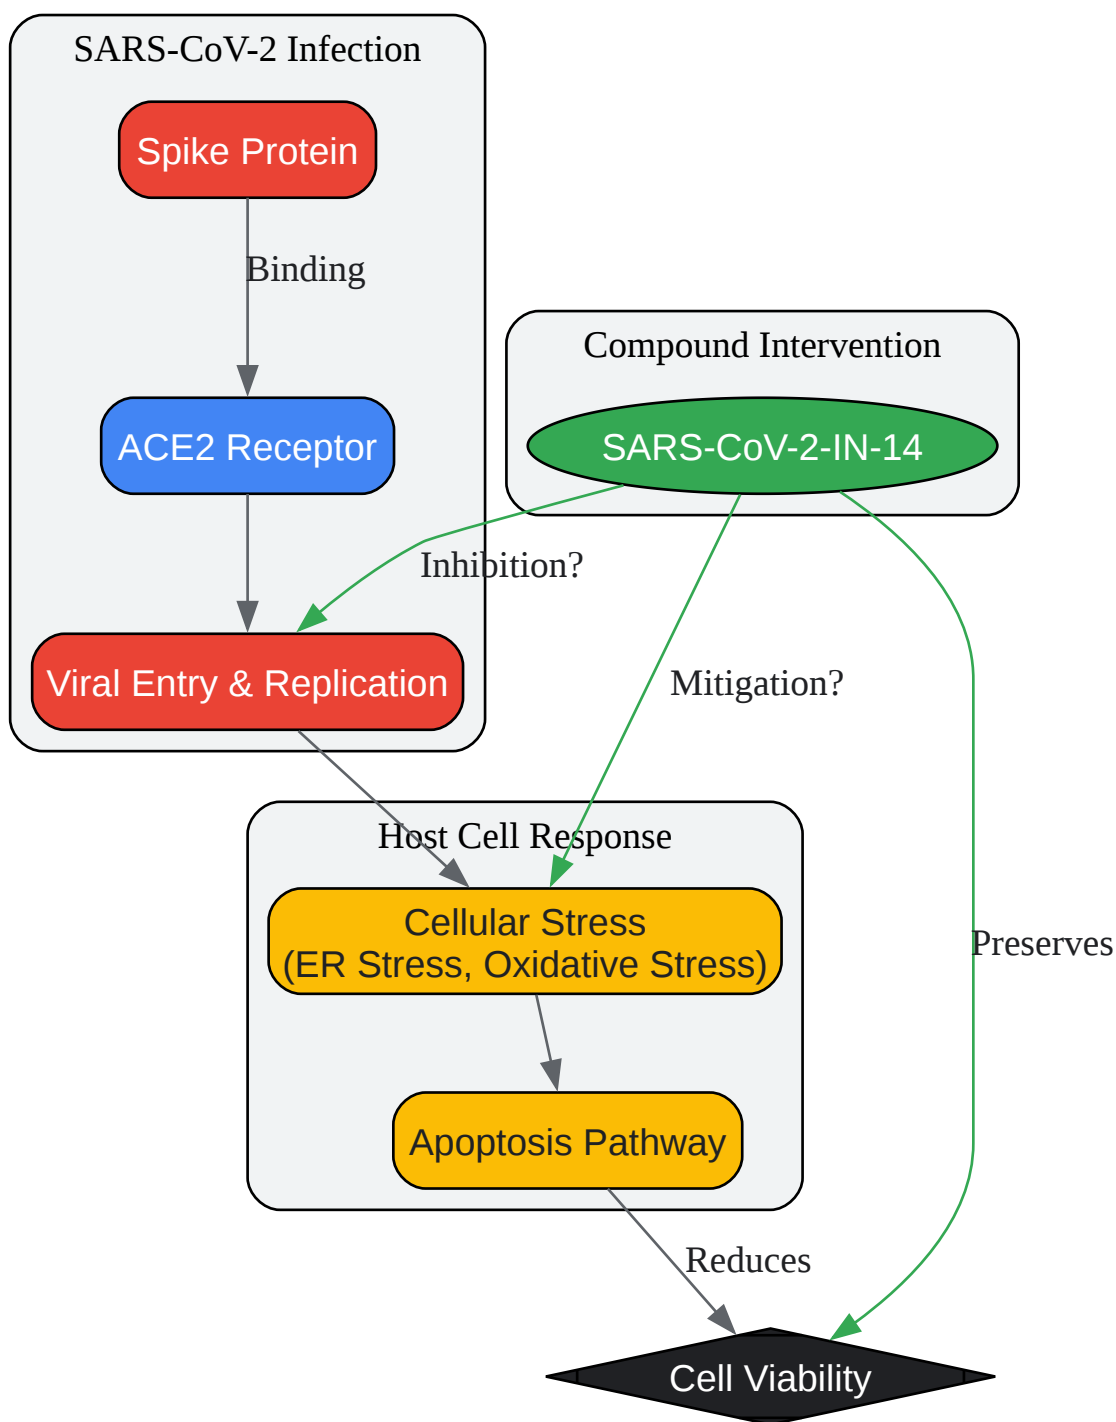 SARS-CoV-2 Infection
Spike Protein
Binding
Compound Intervention
ACE2 Receptor
SARS-CoV-2-IN-14
Inhibition?
Viral Entry & Replication
Mitigation?
Host Cell Response
Cellular Stress
(ER Stress, Oxidative Stress)
Preserves
Apoptosis Pathway
Reduces
Cell Viability